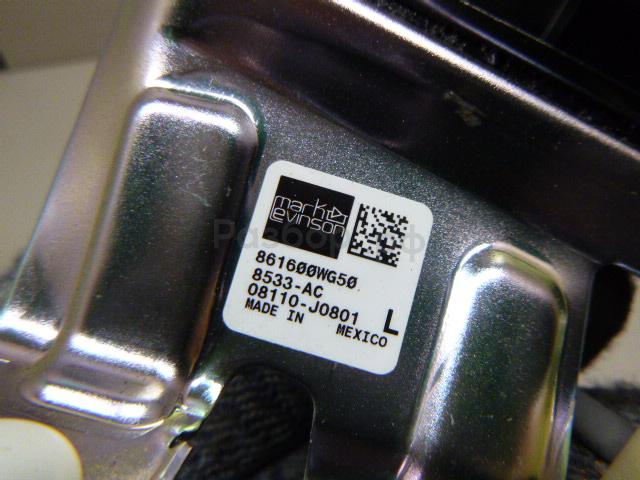 mark
levinson
861600WG50
8533-AC
08110-J0801 L
MADE IN MEXICO